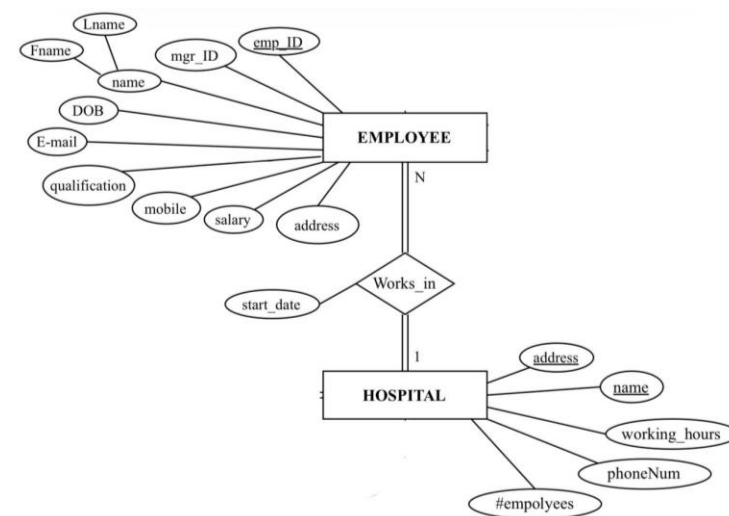 Lname
Fname
name
mgr_ID
emp_ID
DOB
E-mail
qualification
mobile
salary
address
EMPLOYEE
N
Works_in
start_date
1
HOSPITAL
address
name
working_hours
phoneNum
#empolyees